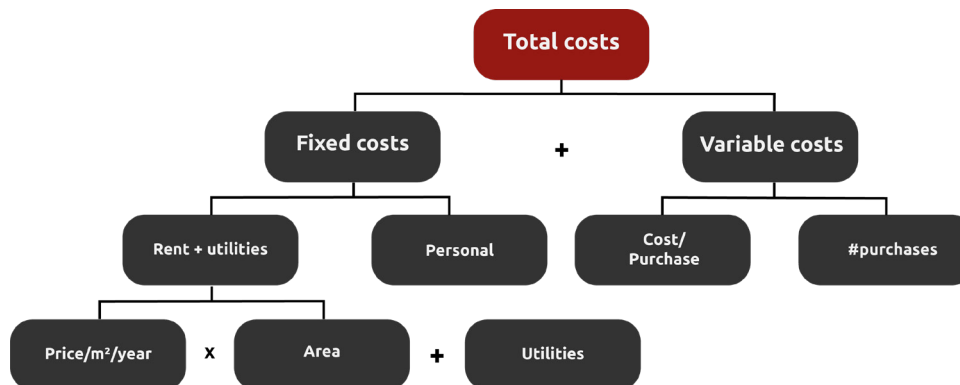 Total costs
Fixed costs
+
Variable costs
Rent + utilities
Personal
Cost/
Purchase
#purchases
Price/m²/year
x
Area
+
Utilities